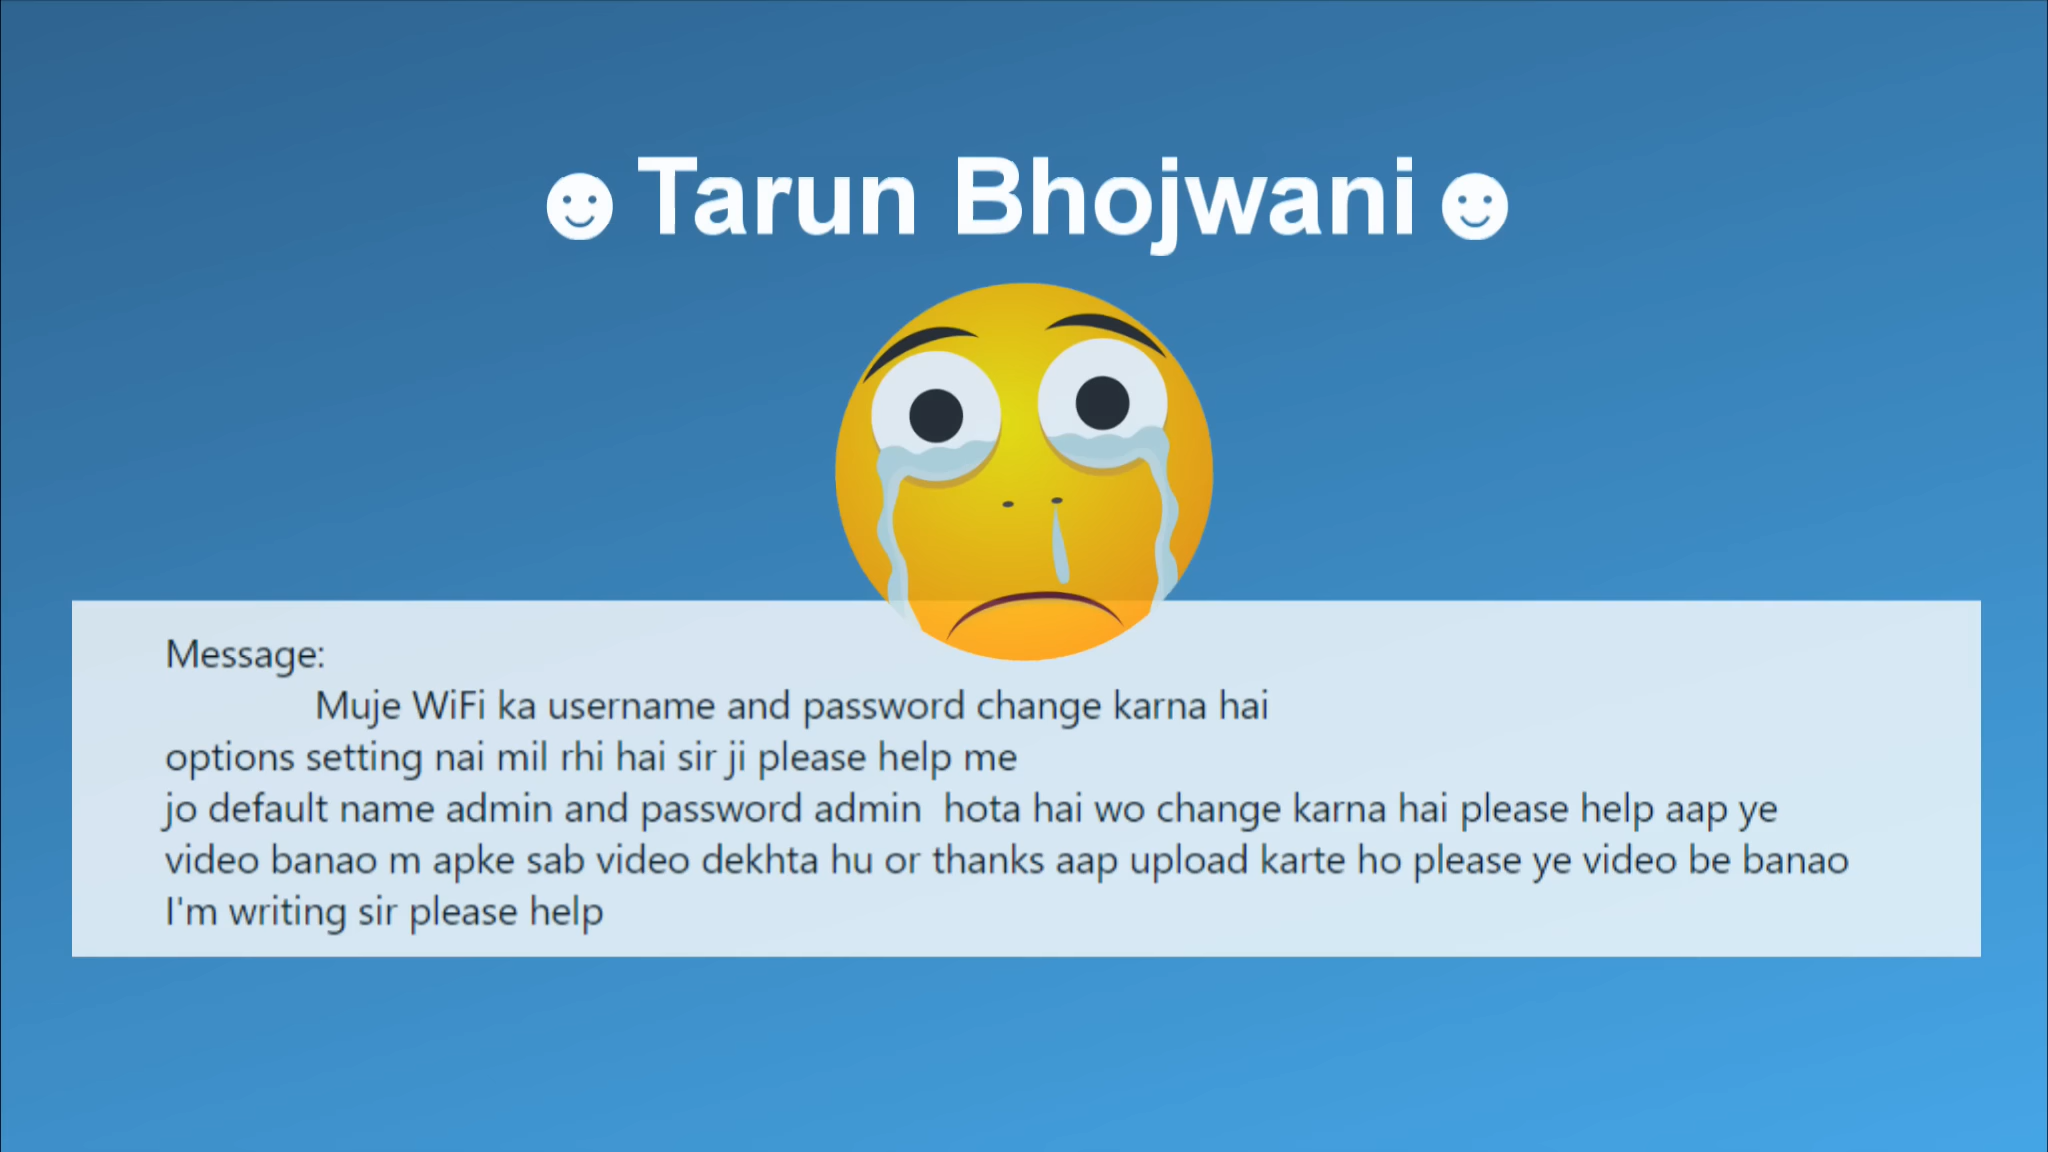 ☻Tarun Bhojwani☻
Message:
Muje WiFi ka username and password change karna hai
options setting nai mil rhi hai sir ji please help me
jo default name admin and password admin  hota hai wo change karna hai please help aap ye
video banao m apke sab video dekhta hu or thanks aap upload karte ho please ye video be banao
I'm writing sir please help